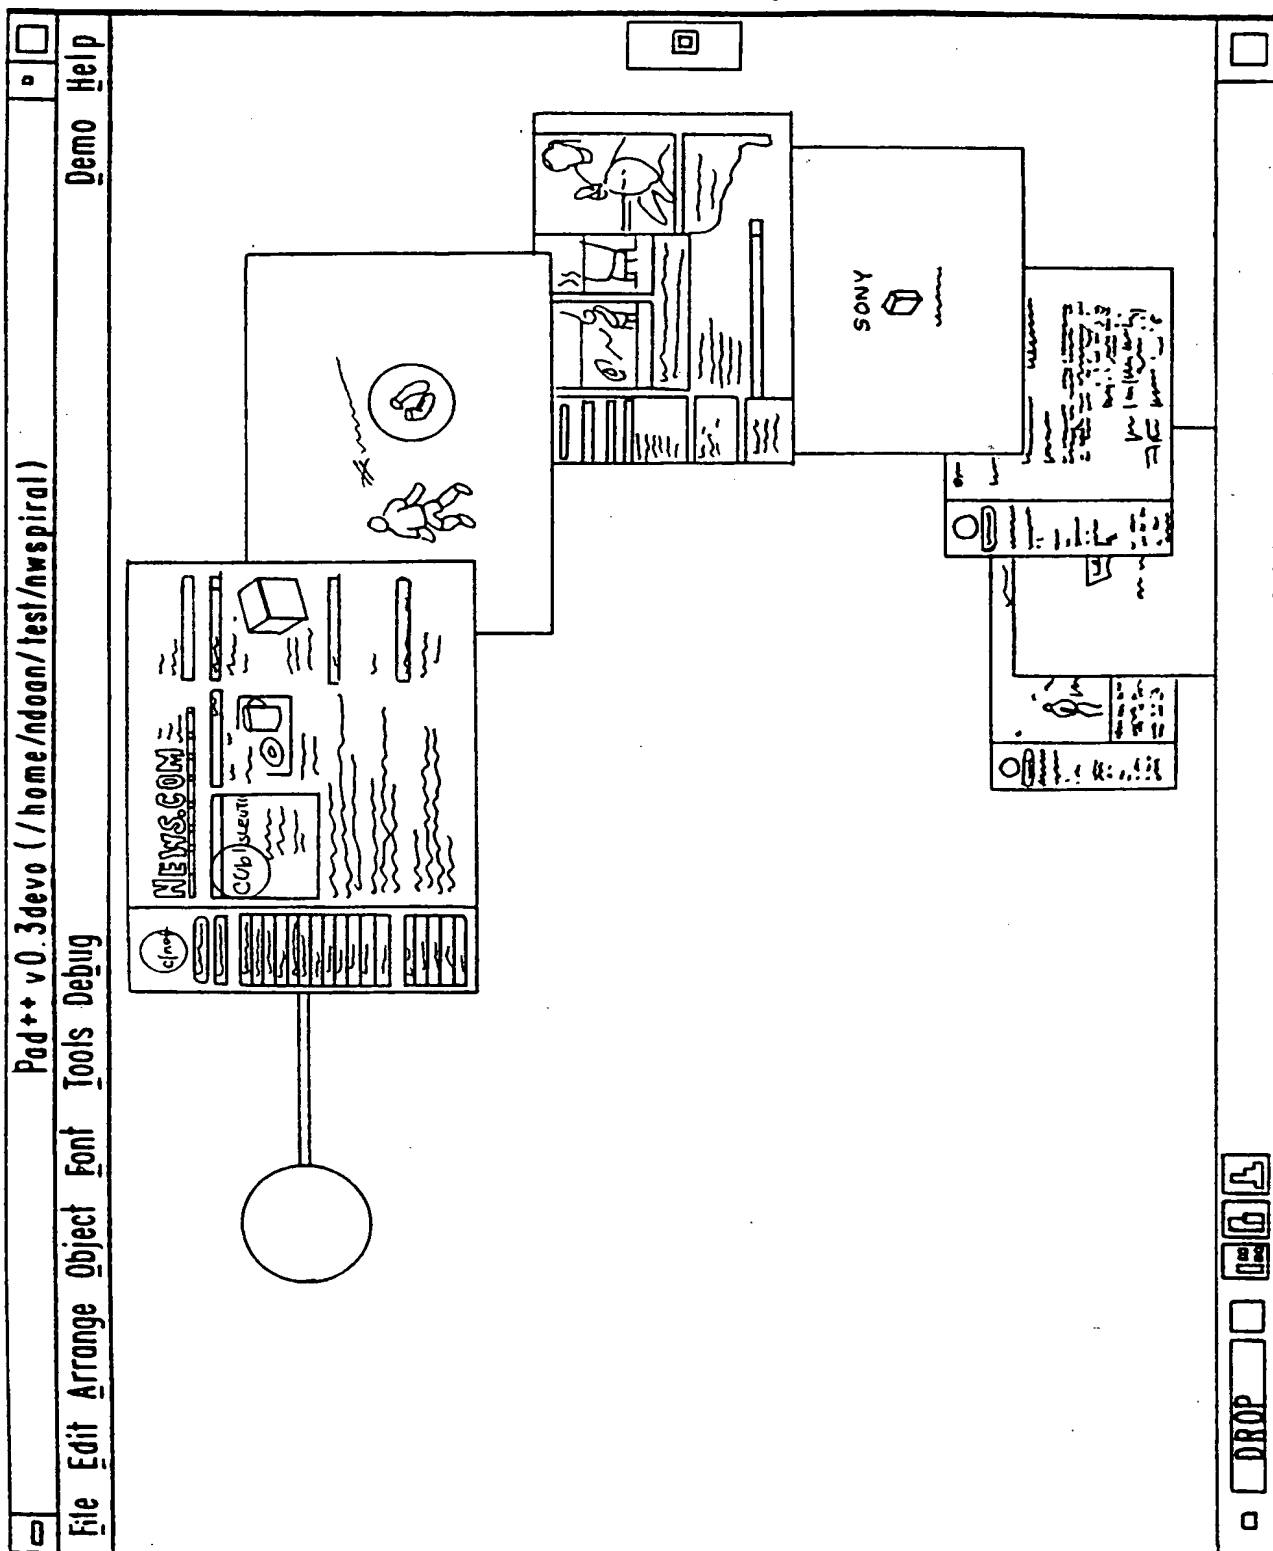 Pad++ v0.3devo (/home/ndoan/test/nwspiral)
File Edit Arrange Object Font Tools Debug Demo Help
c|net
NEWS.COM
SONY
DROP